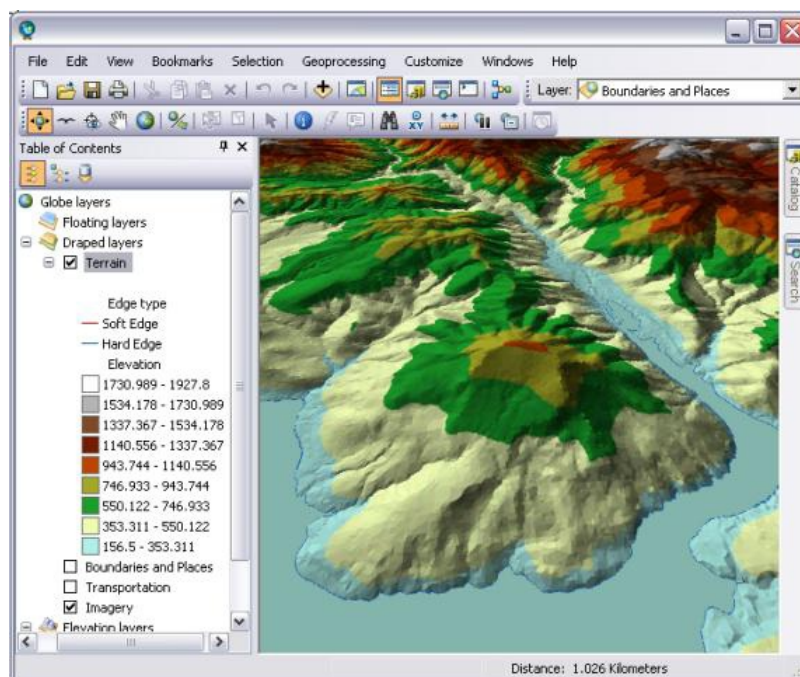 File Edit View Bookmarks Selection Geoprocessing Customize Windows Help
Layer: Boundaries and Places
Table of Contents
Globe layers
Floating layers
Draped layers
Terrain
Edge type
Soft Edge
Hard Edge
Elevation
1730.989 - 1927.8
1534.178 - 1730.989
1337.367 - 1534.178
1140.556 - 1337.367
943.744 - 1140.556
746.933 - 943.744
550.122 - 746.933
353.311 - 550.122
156.5 - 353.311
Boundaries and Places
Transportation
Imagery
Elevation layers
Catalog
Search
Distance: 1.026 Kilometers